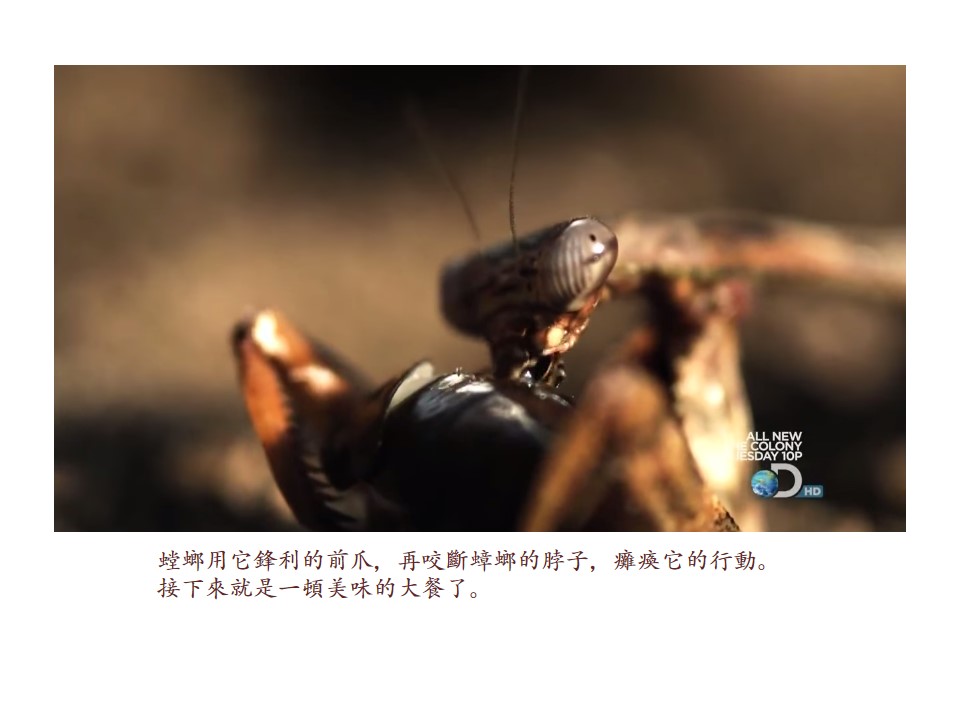 ALL NEW
E COLONY
ESDAY 10P
D
HD
螳螂用它鋒利的前爪，再咬斷蟑螂的脖子，癱瘓它的行動。
接下來就是一頓美味的大餐了。